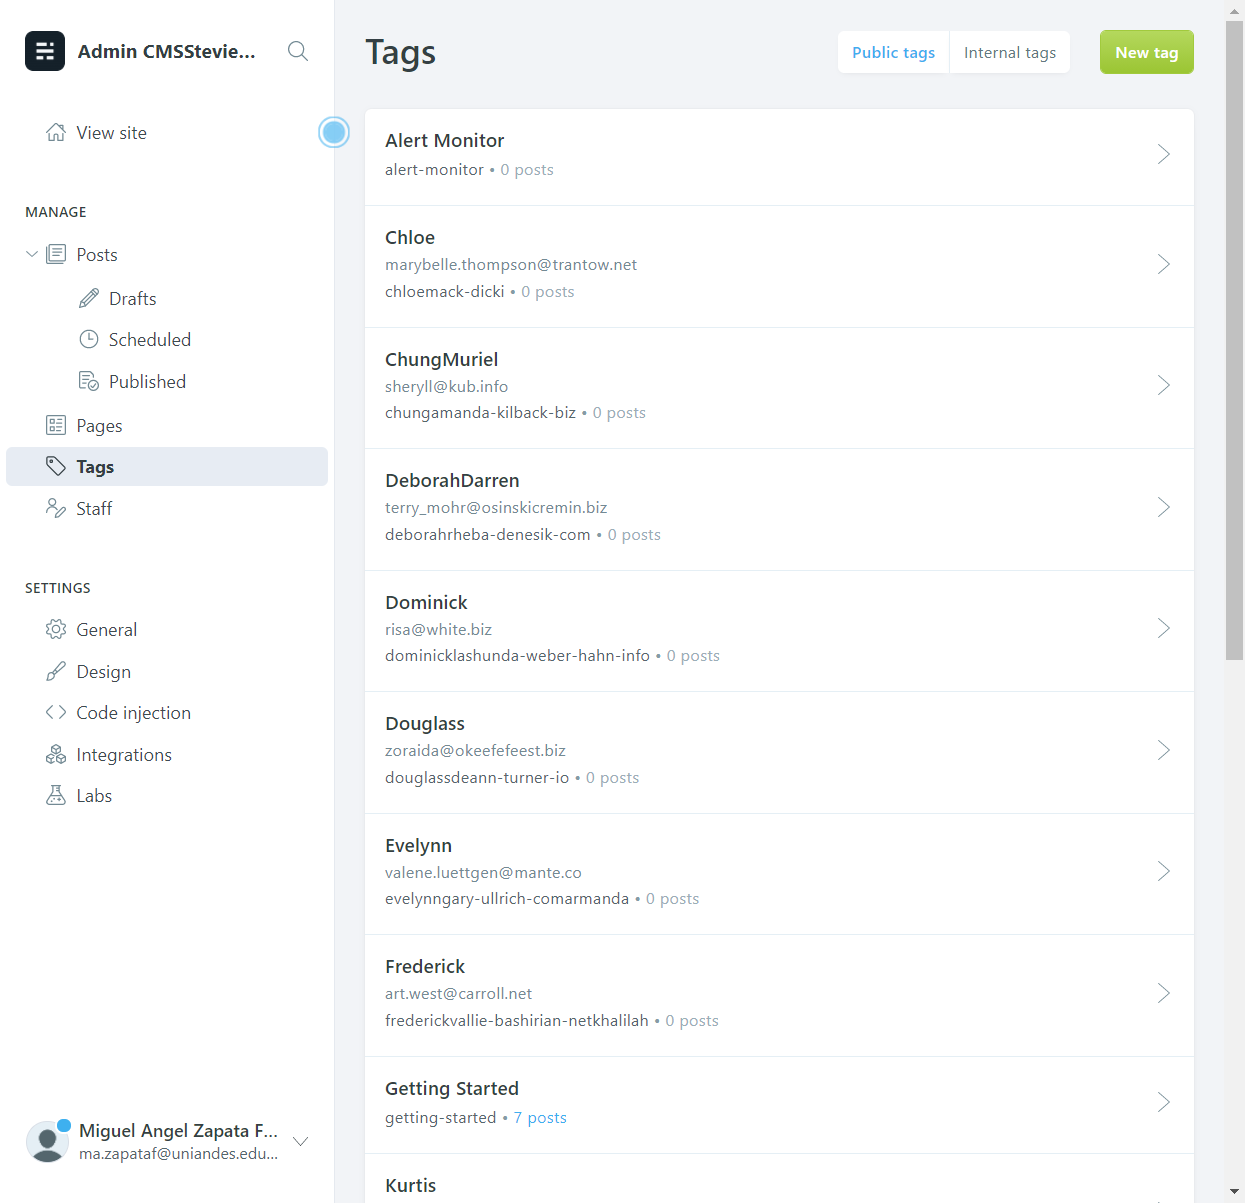 Admin CMSStevie...
View site
MANAGE
Posts
Drafts
Scheduled
Published
Pages
Tags
Staff
SETTINGS
General
Design
Code injection
Integrations
Labs
Miguel Angel Zapata F...
ma.zapataf@uniandes.edu...
Tags
Public tags
Internal tags
New tag
Alert Monitor
alert-monitor • 0 posts
Chloe
marybelle.thompson@trantow.net
chloemack-dicki • 0 posts
ChungMuriel
sheryll@kub.info
chungamanda-kilback-biz • 0 posts
DeborahDarren
terry_mohr@osinskicremin.biz
deborahrheba-denesik-com • 0 posts
Dominick
risa@white.biz
dominicklashunda-weber-hahn-info • 0 posts
Douglass
zoraida@okeefefeest.biz
douglassdeann-turner-io • 0 posts
Evelynn
valene.luettgen@mante.co
evelynngary-ullrich-comarmanda • 0 posts
Frederick
art.west@carroll.net
frederickvallie-bashirian-netkhalilah • 0 posts
Getting Started
getting-started • 7 posts
Kurtis